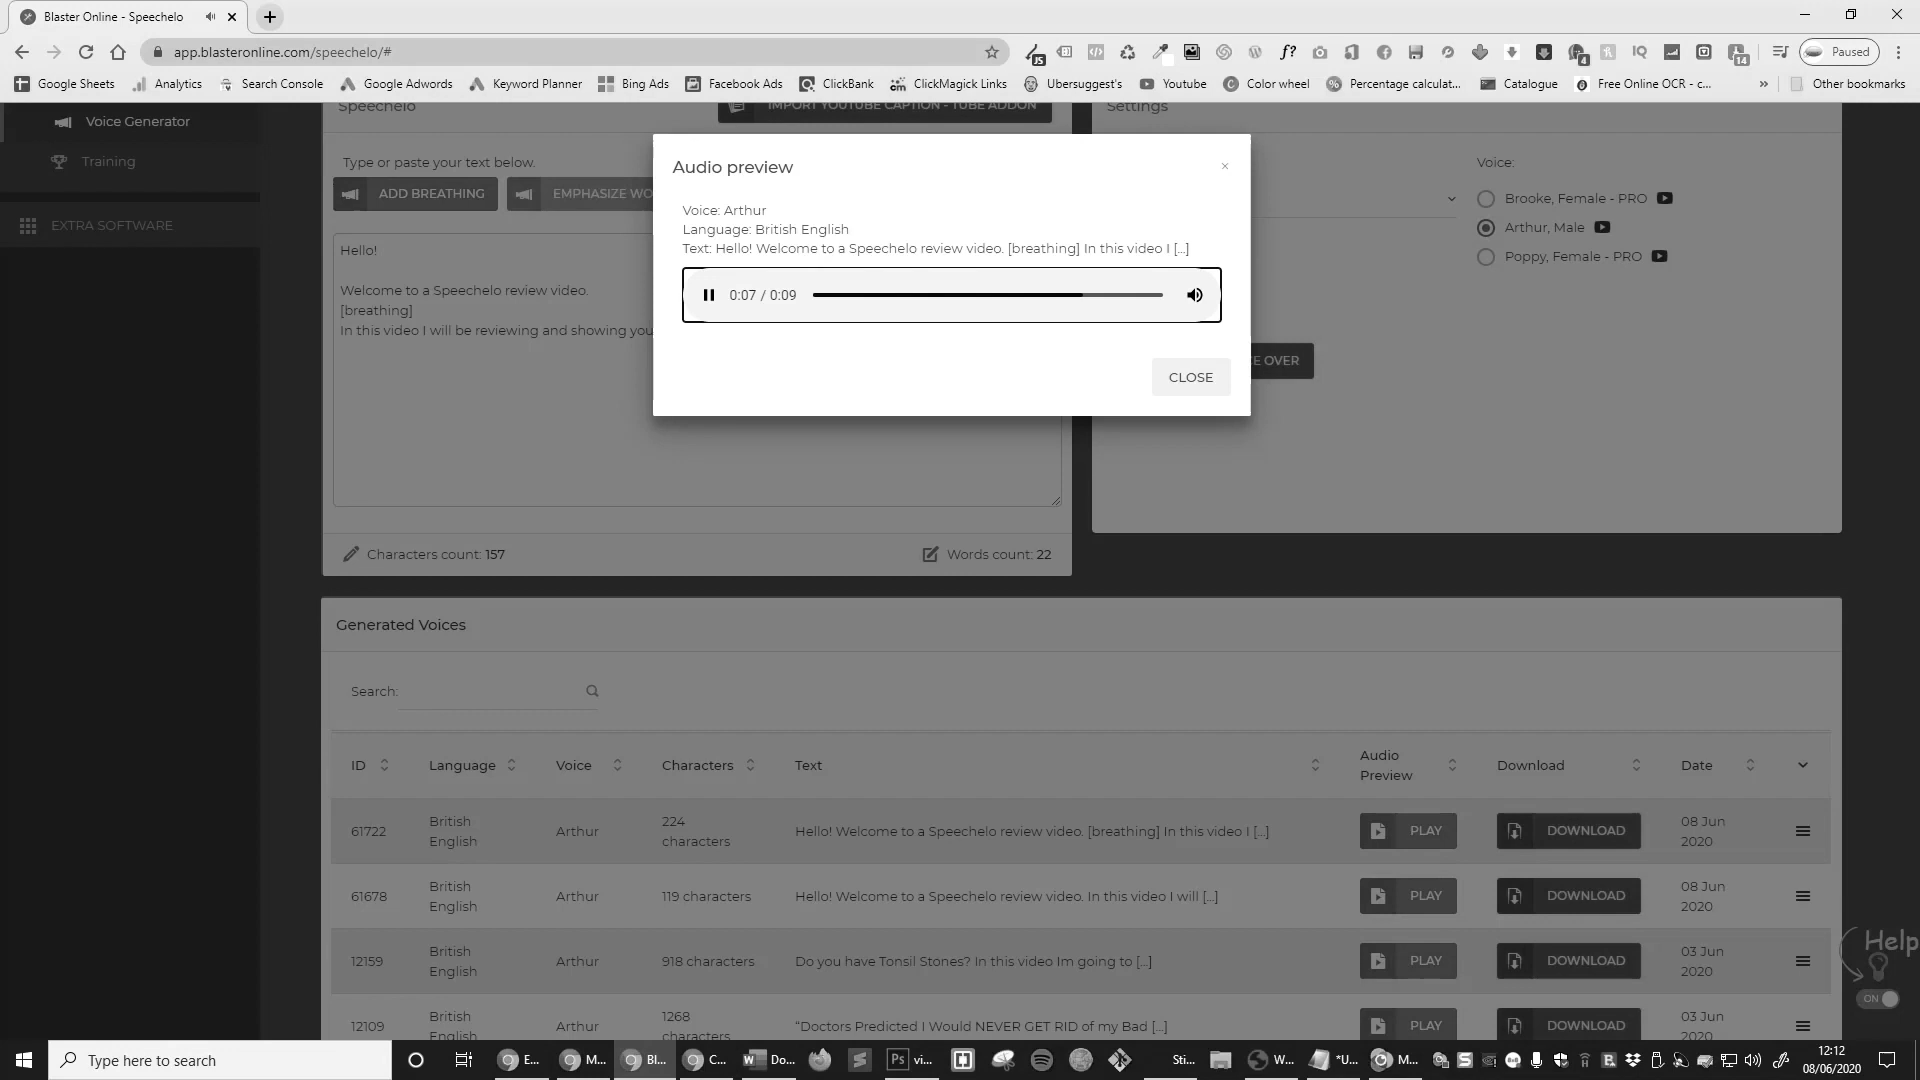 Blaster Online - Speechelo
app.blasteronline.com/speechelo/#
Paused
Google Sheets
Analytics
Search Console
Google Adwords
Keyword Planner
Bing Ads
Facebook Ads
ClickBank
ClickMagick Links
Ubersuggest's
Youtube
Color wheel
Percentage calculat...
Catalogue
Free Online OCR - c...
»
Other bookmarks
Voice Generator
Training
EXTRA SOFTWARE
Speechelo
IMPORT YOUTUBE CAPTION - TUBE ADDON
Type or paste your text below.
ADD BREATHING
EMPHASIZE WO
Hello!
Welcome to a Speechelo review video.
[breathing]
In this video I will be reviewing and showing you
Characters count: 157
Words count: 22
Settings
Voice:
Brooke, Female - PRO
Arthur, Male
Poppy, Female - PRO
E OVER
Audio preview
×
Voice: Arthur
Language: British English
Text: Hello! Welcome to a Speechelo review video. [breathing] In this video I [...]
0:07 / 0:09
CLOSE
Generated Voices
Search:
ID Language Voice Characters Text Audio Preview Download Date
61722 British English Arthur 224 characters Hello! Welcome to a Speechelo review video. [breathing] In this video I [...] PLAY DOWNLOAD 08 Jun 2020
61678 British English Arthur 119 characters Hello! Welcome to a Speechelo review video. In this video I will [...] PLAY DOWNLOAD 08 Jun 2020
12159 British English Arthur 918 characters Do you have Tonsil Stones? In this video Im going to [...] PLAY DOWNLOAD 03 Jun 2020
12109 British English Arthur 1268 characters “Doctors Predicted I Would NEVER GET RID of my Bad [...] PLAY DOWNLOAD 03 Jun 2020
Help
ON
Type here to search
E...
M...
Bl...
C...
Do...
vi...
Sti...
W...
*U...
M...
12:12
08/06/2020